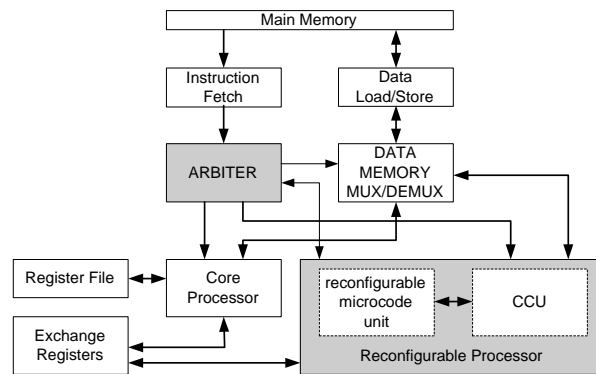 Main Memory
Instruction
Fetch
Data
Load/Store
ARBITER
DATA
MEMORY
MUX/DEMUX
Register File
Core
Processor
reconfigurable
microcode
unit
CCU
Exchange
Registers
Reconfigurable Processor